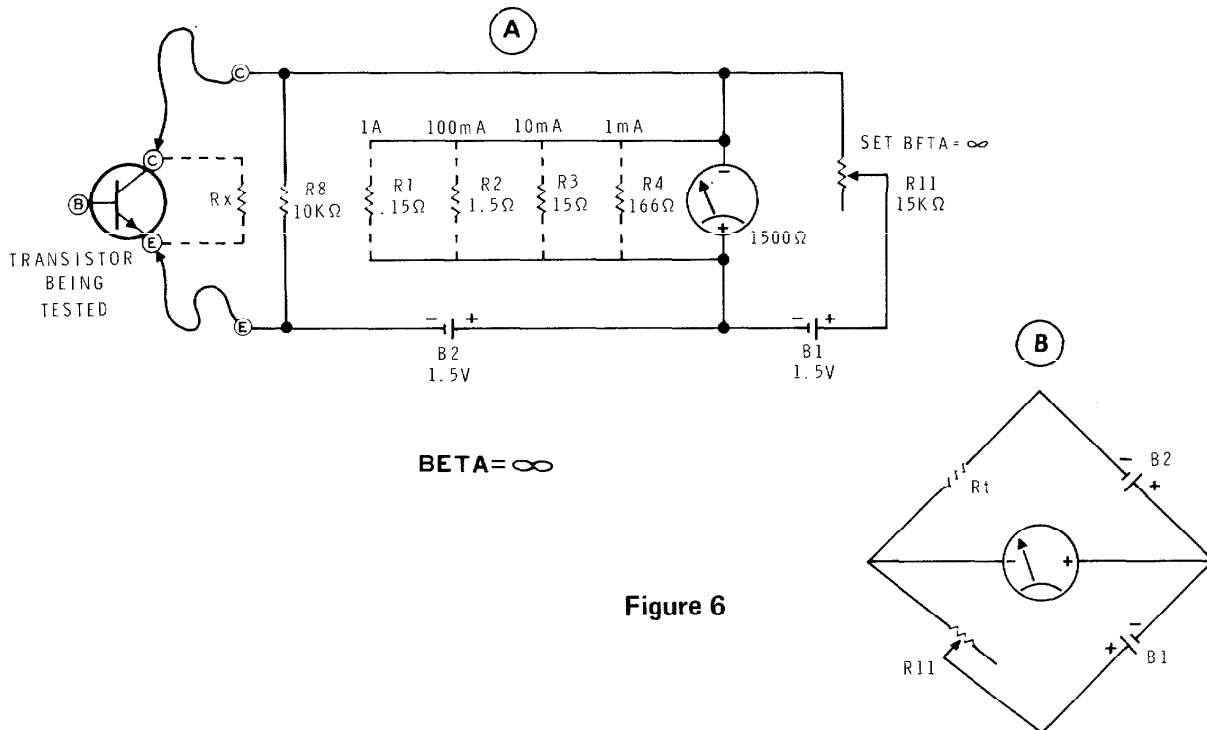 A
C
1A 100mA 10mA 1mA
SET BETA = ∞
C
B
E
Rx
R8
10KΩ
R1
.15Ω
R2
1.5Ω
R3
15Ω
R4
166Ω
-
+
1500Ω
R11
15KΩ
TRANSISTOR
BEING
TESTED
E
- +
B2
1.5V
- +
B1
1.5V
BETA=∞
B
Rt
-
B2
+
- +
R11
-
+
B1
Figure 6